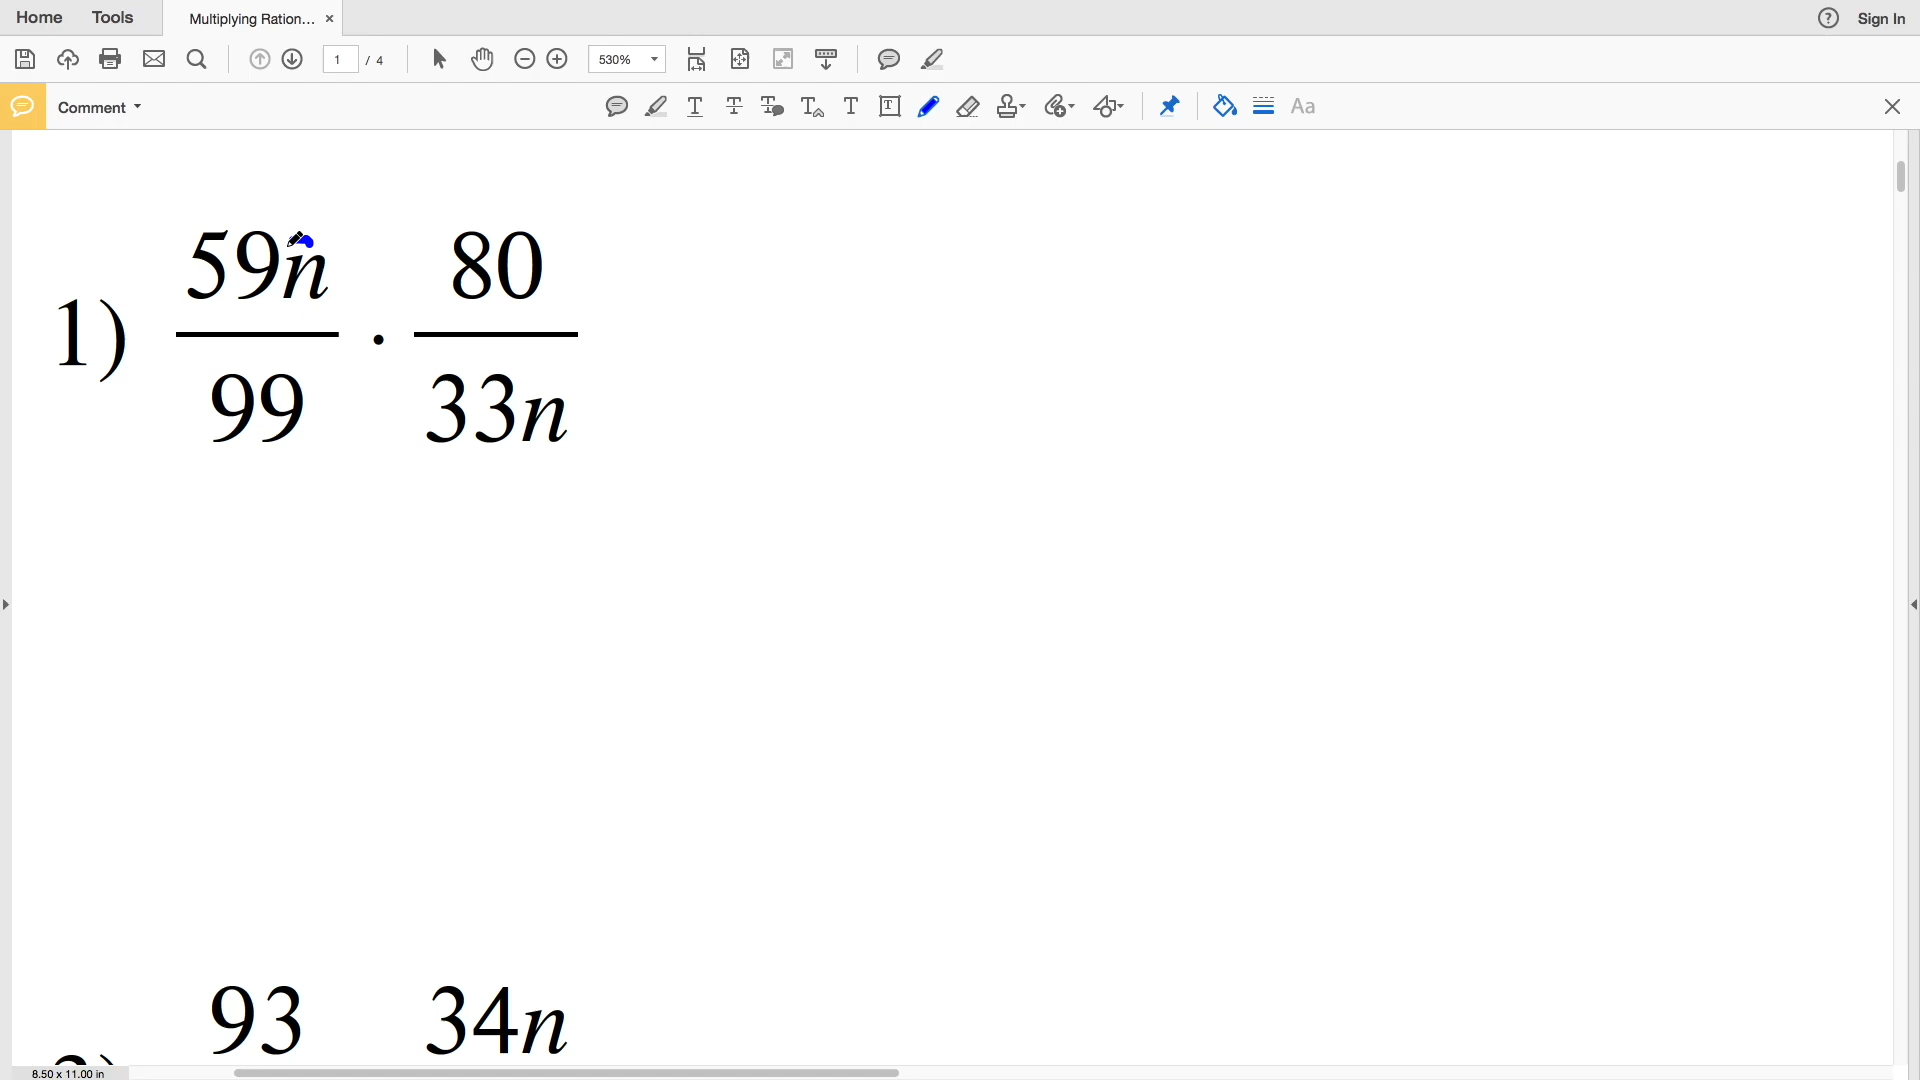 Home Tools Multiplying Ration... × Sign In
1 / 4 530%
Comment Aa
59n 80
1) ─── · ───
99 33n
93 34n
8.50 x 11.00 in